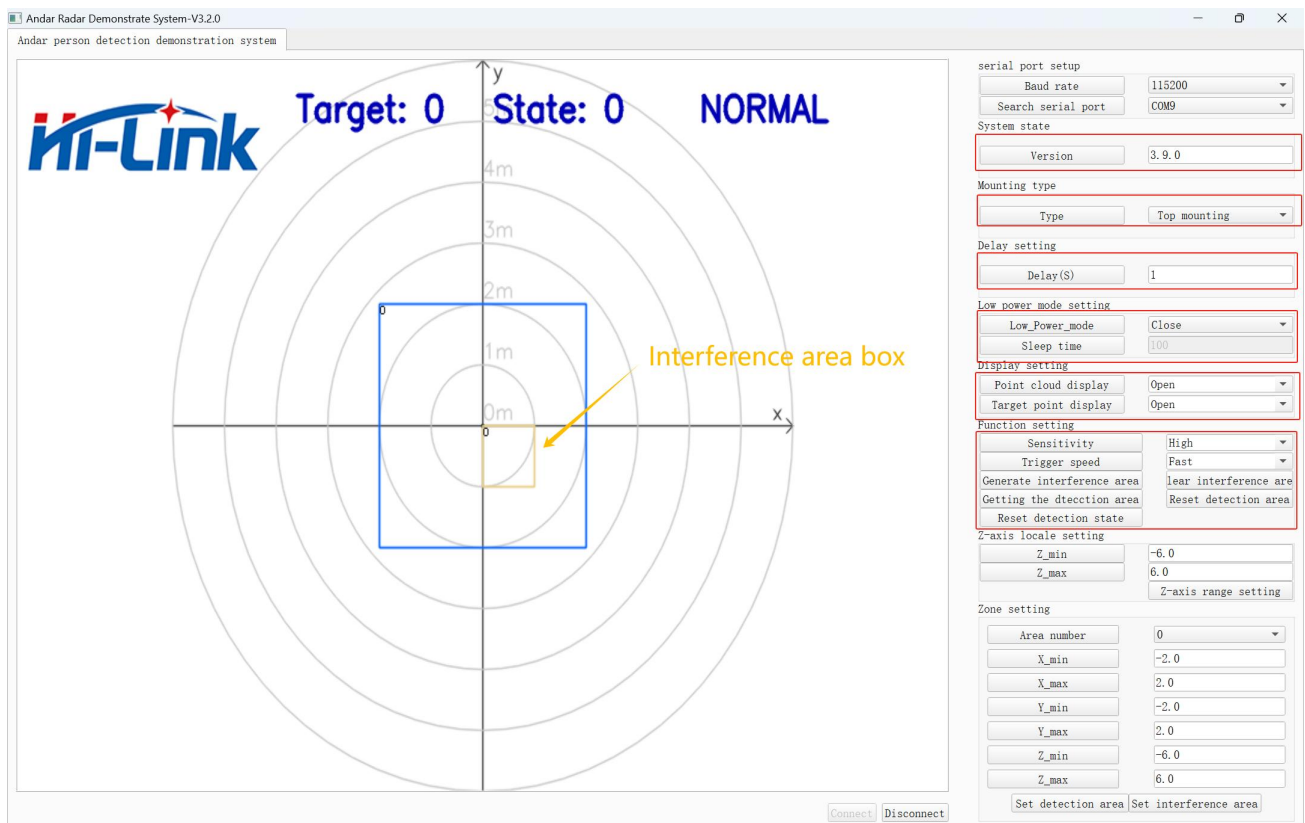 Andar Radar Demonstrate System-V3.2.0
Andar person detection demonstration system
Hi-Link
Target: 0 State: 0 NORMAL
y
5
4m
3m
2m
1m
0m
x
0
0
Interference area box
Connect Disconnect
serial port setup
Baud rate 115200
Search serial port COM9
System state
Version 3.9.0
Mounting type
Type Top mounting
Delay setting
Delay(S) 1
Low power mode setting
Low_Power_mode Close
Sleep time 100
Display setting
Point cloud display Open
Target point display Open
Function setting
Sensitivity High
Trigger speed Fast
Generate interference area lear interference are
Getting the dtecction area Reset detection area
Reset detection state
Z-axis locale setting
Z_min -6.0
Z_max 6.0
Z-axis range setting
Zone setting
Area number 0
X_min -2.0
X_max 2.0
Y_min -2.0
Y_max 2.0
Z_min -6.0
Z_max 6.0
Set detection area Set interference area